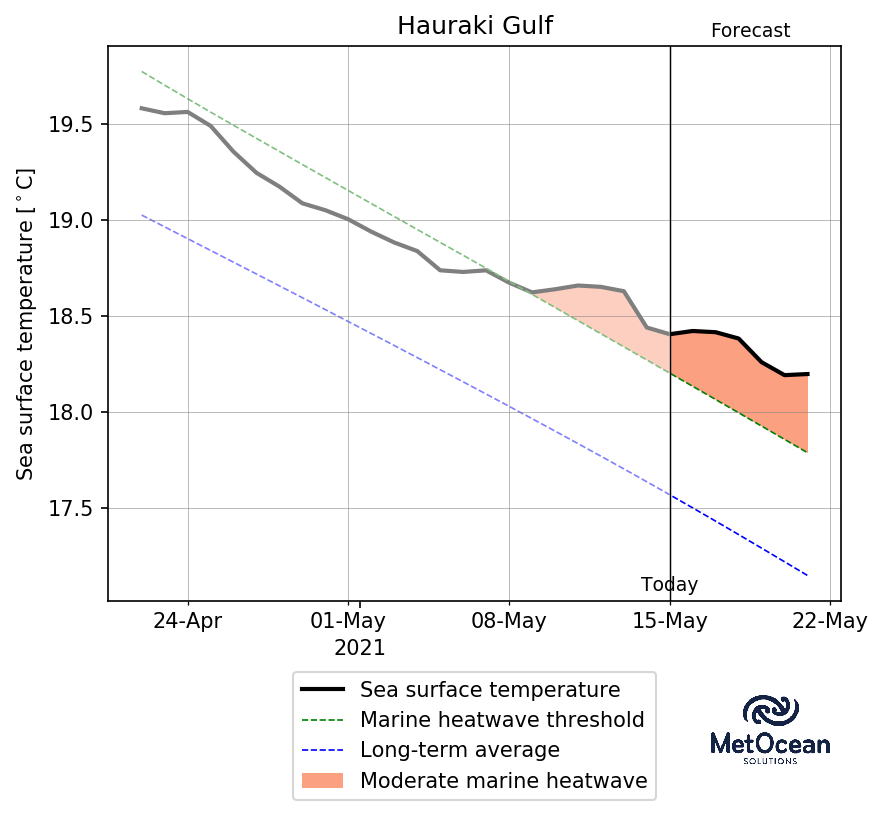 Hauraki Gulf
Forecast
Sea surface temperature [°C]
19.5
19.0
18.5
18.0
17.5
Today
24-Apr 01-May 08-May 15-May 22-May
2021
Sea surface temperature
Marine heatwave threshold
Long-term average
Moderate marine heatwave
MetOcean
SOLUTIONS